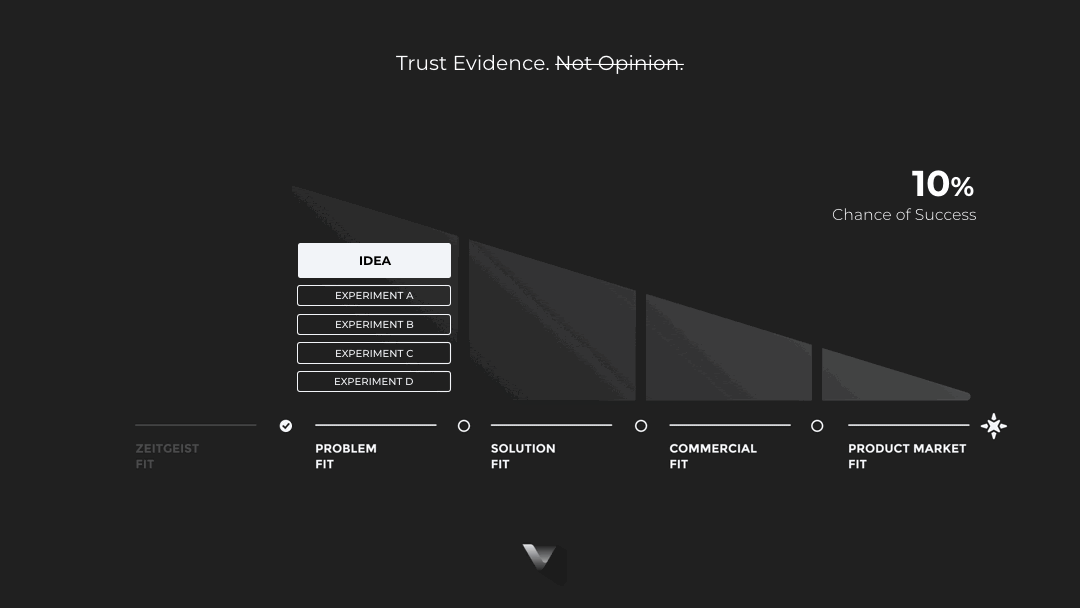 Trust Evidence. Not Opinion.
10%
Chance of Success
IDEA
EXPERIMENT A
EXPERIMENT B
EXPERIMENT C
EXPERIMENT D
ZEITGEIST
FIT
PROBLEM
FIT
SOLUTION
FIT
COMMERCIAL
FIT
PRODUCT MARKET
FIT